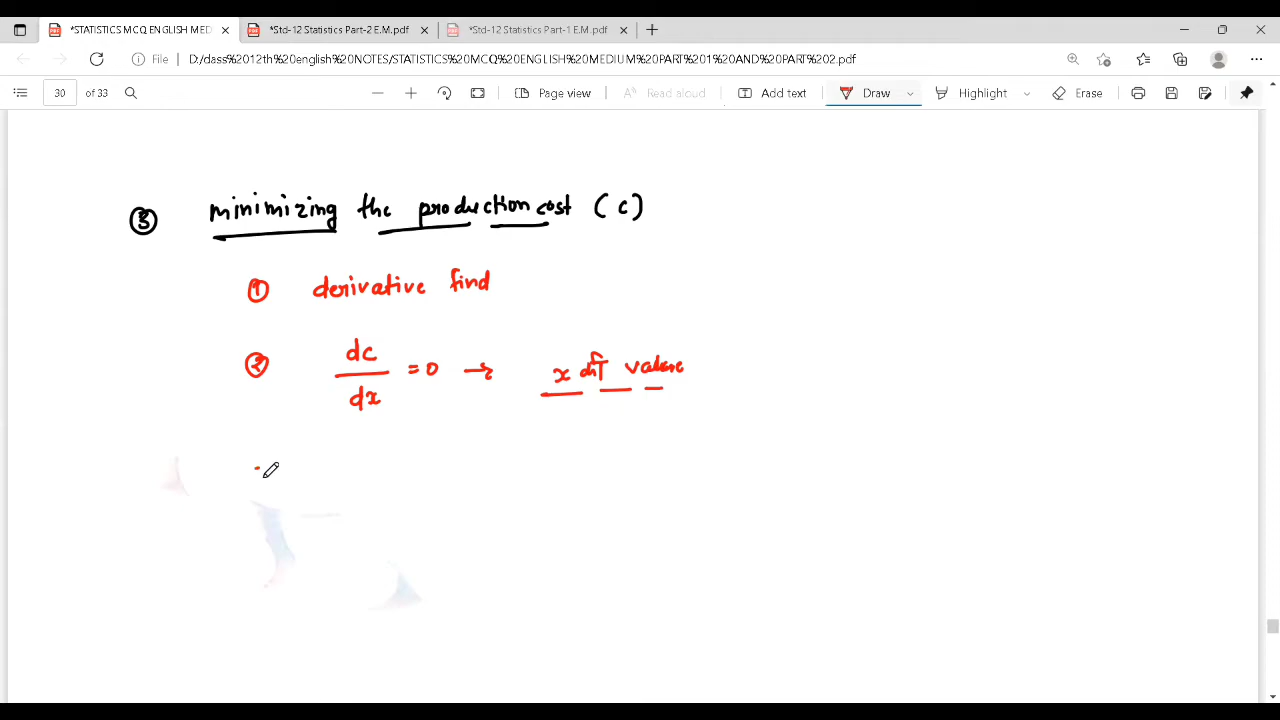 *STATISTICS MCQ ENGLISH MED
*Std-12 Statistics Part-2 E.M.pdf
*Std-12 Statistics Part-1 E.M.pdf
File
D:/dass%2012th%20english%20NOTES/STATISTICS%20MCQ%20ENGLISH%20MEDIUM%20PART%201%20AND%20PART%202.pdf
30 of 33
Page view
Read aloud
Add text
Draw
Highlight
Erase
③ minimizing the production cost (c)
① derivative find
② dc/dx = 0 → x की value